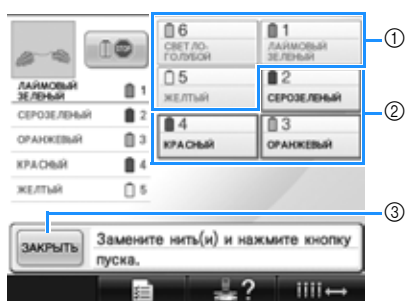 6
СВЕТЛО-
ГОЛУБОЙ
1
ЛАЙМОВЫЙ
ЗЕЛЕНЫЙ
5
ЖЕЛТЫЙ
2
СЕРОЗЕЛЕНЫЙ
4
КРАСНЫЙ
3
ОРАНЖЕВЫЙ
ЛАЙМОВЫЙ
ЗЕЛЕНЫЙ 1
СЕРОЗЕЛЕНЫЙ 2
ОРАНЖЕВЫЙ 3
КРАСНЫЙ 4
ЖЕЛТЫЙ 5
STOP
ЗАКРЫТЬ
Замените нить(и) и нажмите кнопку
пуска.
?
1
2
3